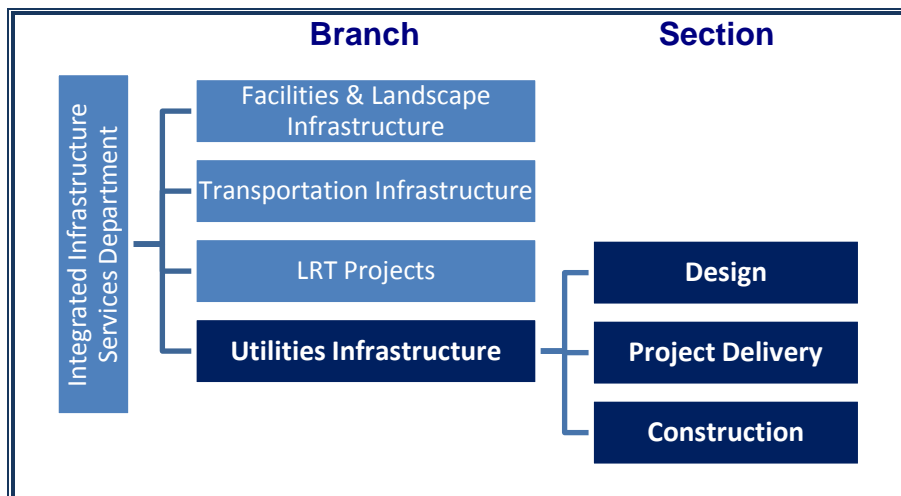 Branch
Section
Integrated Infrastructure
Services Department
Facilities & Landscape
Infrastructure
Transportation Infrastructure
LRT Projects
Utilities Infrastructure
Design
Project Delivery
Construction